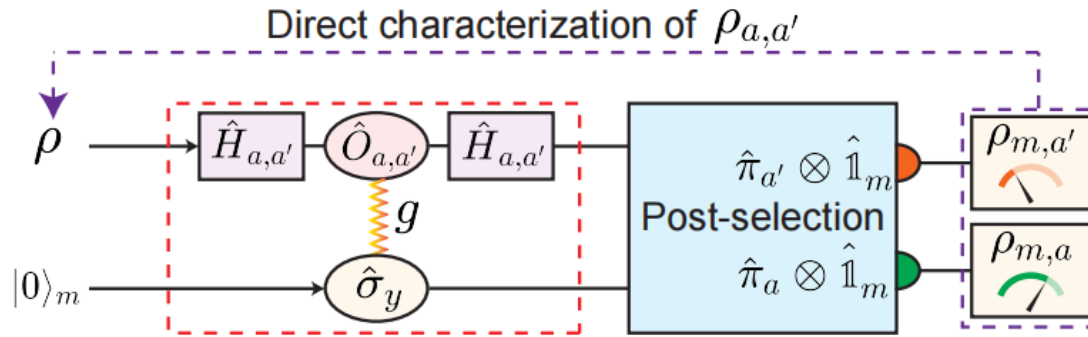 Direct characterization of ρ_{a,a′}
ρ
Ĥ_{a,a′} Ô_{a,a′} Ĥ_{a,a′}
g
|0⟩_m σ̂_y
π̂_{a′} ⊗ 𝟙̂_m
Post-selection
π̂_a ⊗ 𝟙̂_m
ρ_{m,a′}
ρ_{m,a}